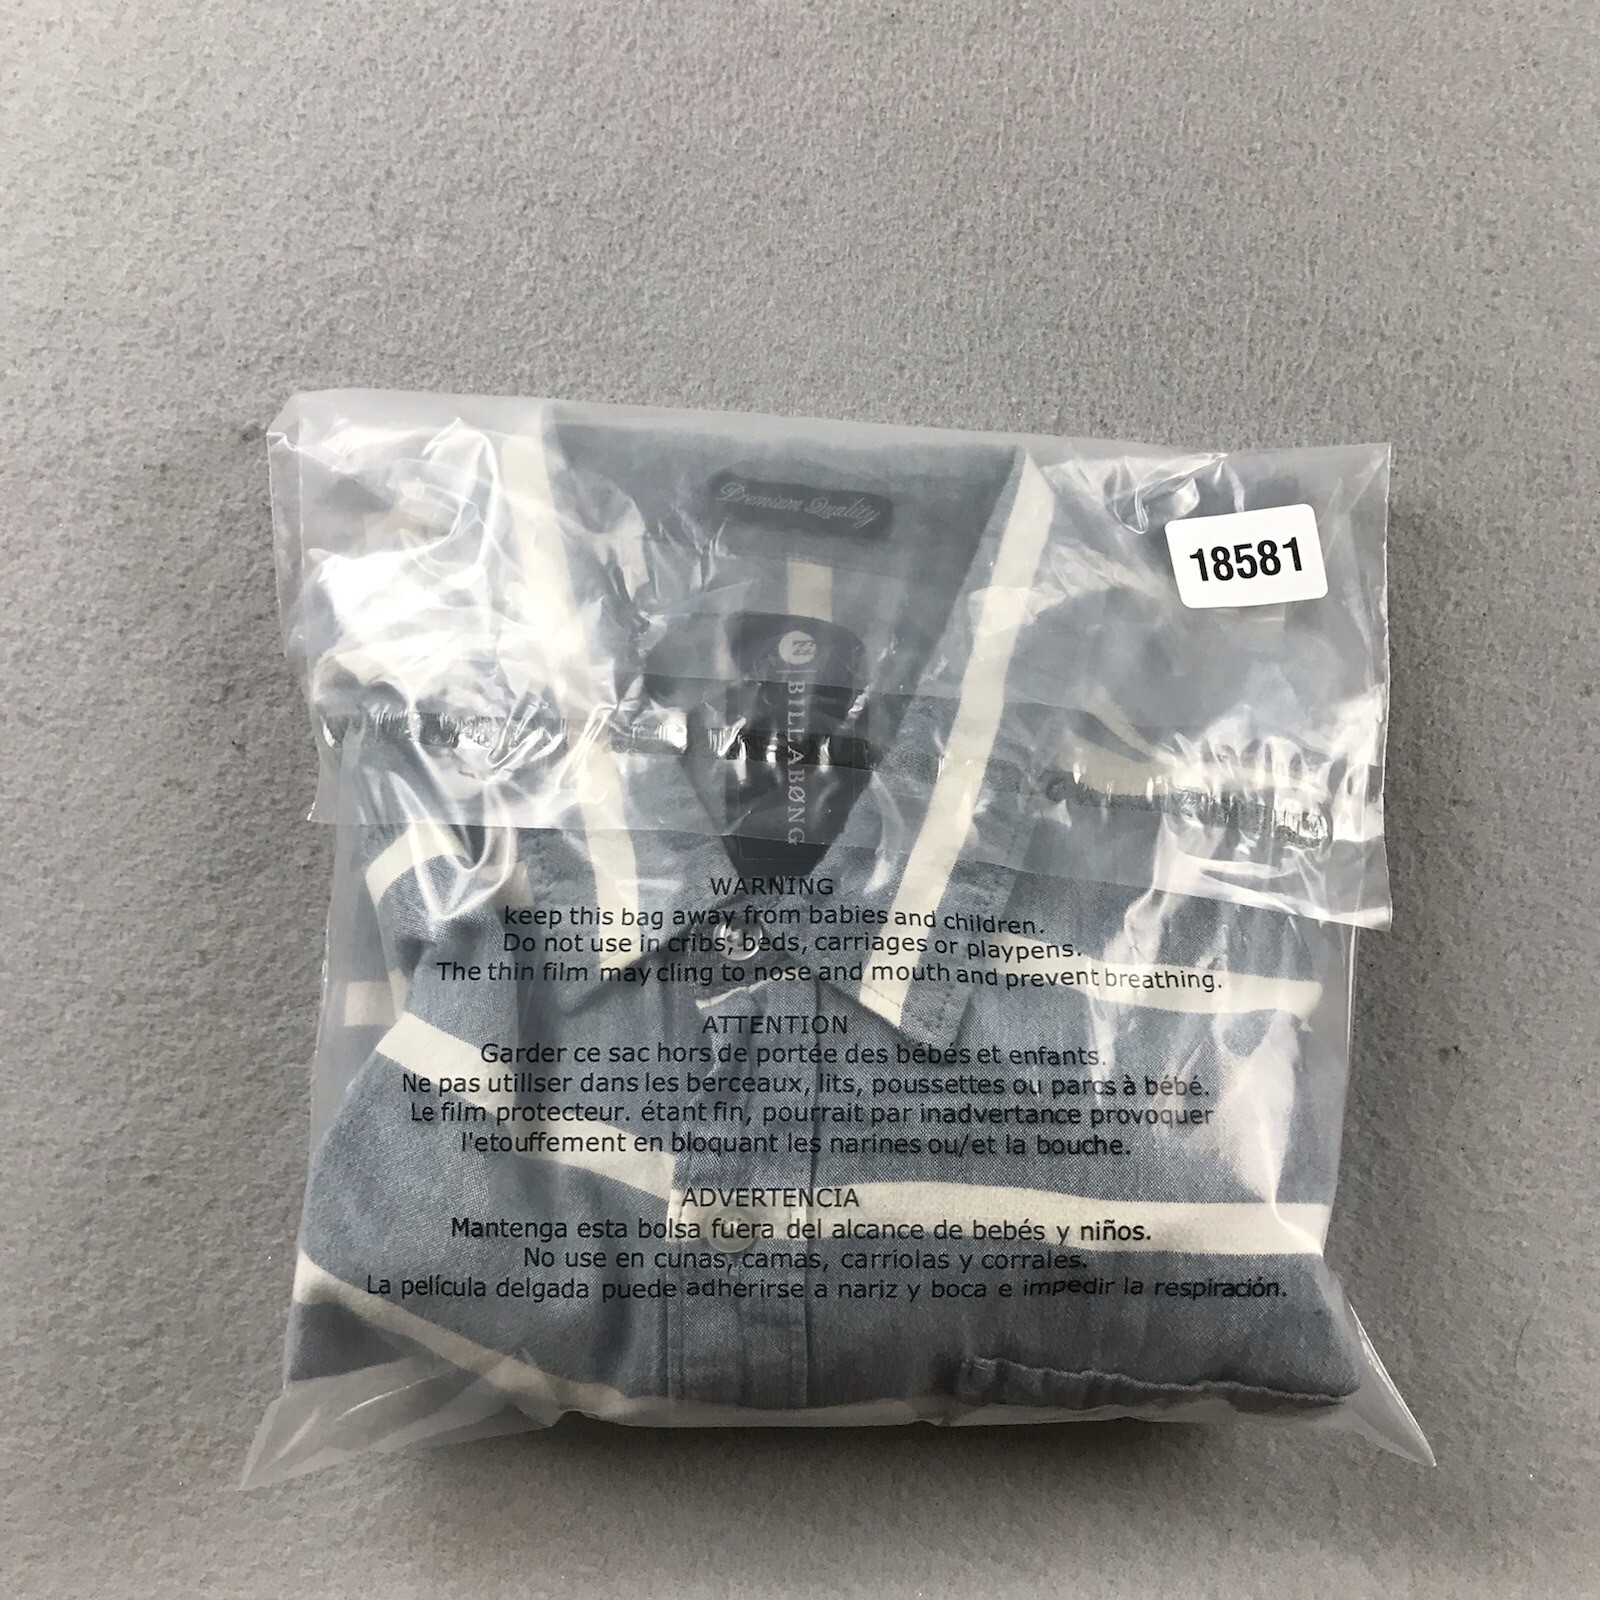 Premium Quality
18581
BILLABØNG
WARNING
keep this bag away from babies and children.
Do not use in cribs, beds, carriages or playpens.
The thin film may cling to nose and mouth and prevent breathing.
ATTENTION
Garder ce sac hors de portée des bébés et enfants.
Ne pas utillser dans les berceaux, lits, poussettes ou parcs à bébé.
Le film protecteur. étant fin, pourrait par inadvertance provoquer
l'etouffement en bloquant les narines ou/et la bouche.
ADVERTENCIA
Mantenga esta bolsa fuera del alcance de bebés y niños.
No use en cunas, camas, carriolas y corrales.
La película delgada puede adherirse a nariz y boca e impedir la respiración.